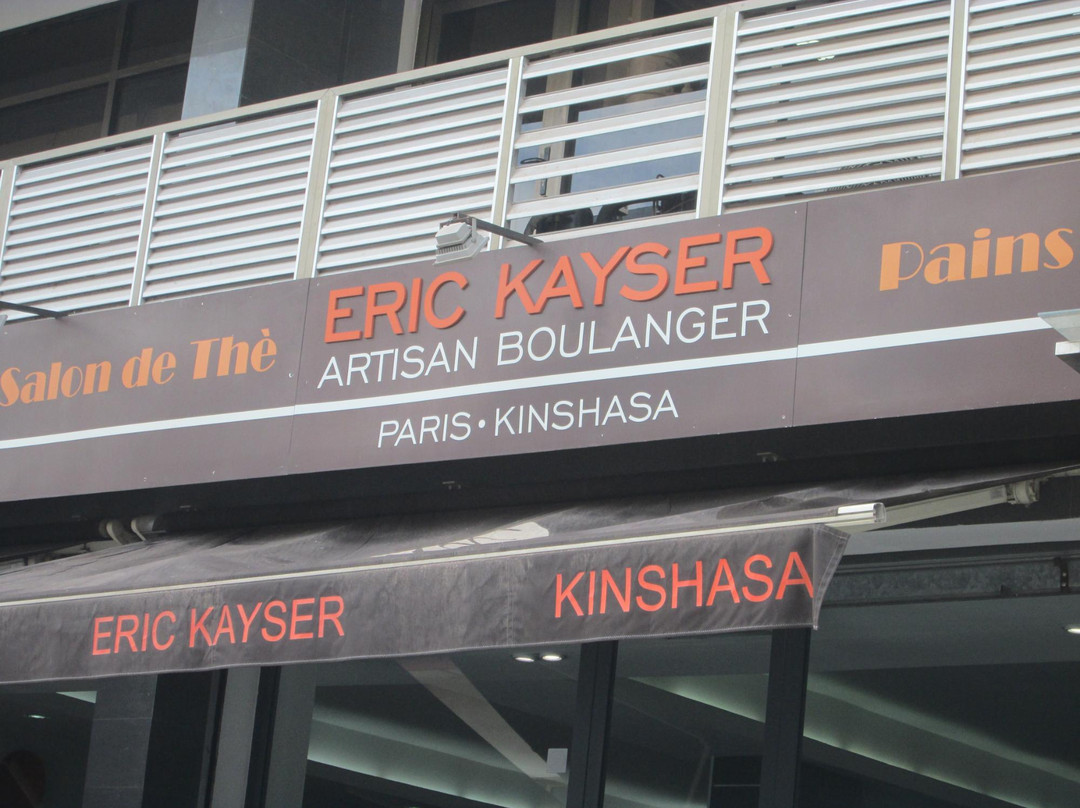 Salon de Thè
ERIC KAYSER
ARTISAN BOULANGER
PARIS • KINSHASA
Pains
ERIC KAYSER
KINSHASA